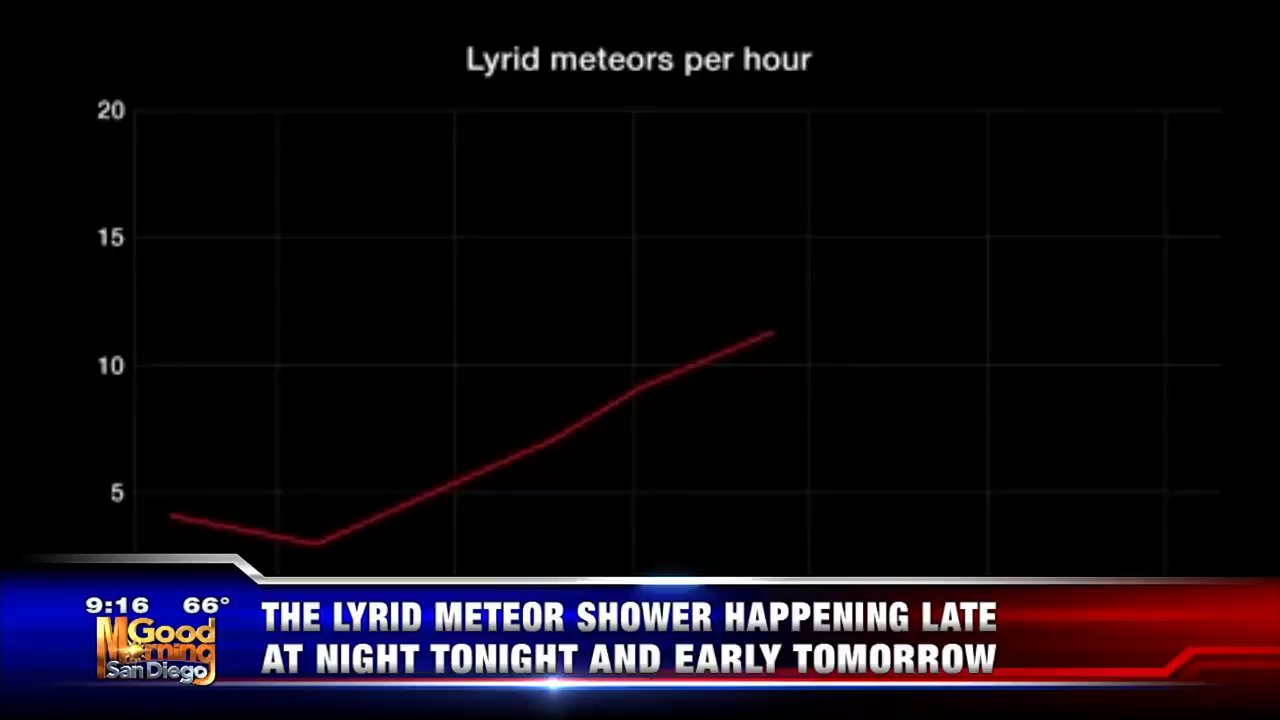 Lyrid meteors per hour
20
15
10
5
9:16 66°
Good
Morning
San Diego
THE LYRID METEOR SHOWER HAPPENING LATE
AT NIGHT TONIGHT AND EARLY TOMORROW